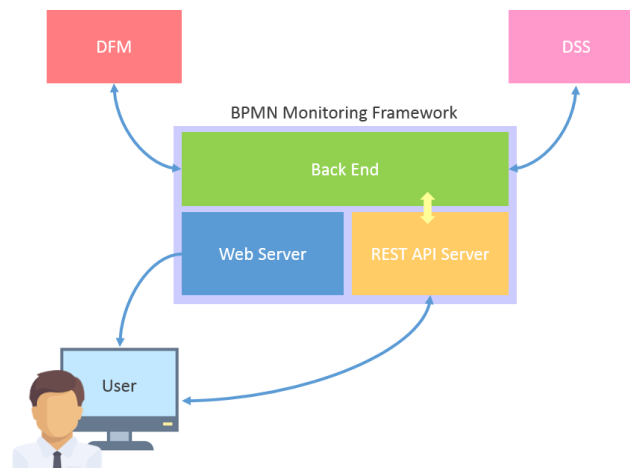 DFM
DSS
BPMN Monitoring Framework
Back End
Web Server
REST API Server
User